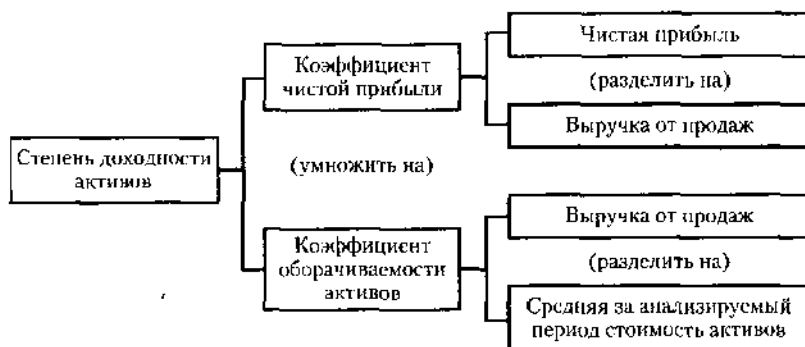 Чистая прибыль
Коэффициент
чистой прибыли
(разделить на)
Выручка от продаж
Степень доходности
активов
(умножить на)
Выручка от продаж
Коэффициент
оборачиваемости
активов
(разделить на)
Средняя за анализируемый
период стоимость активов